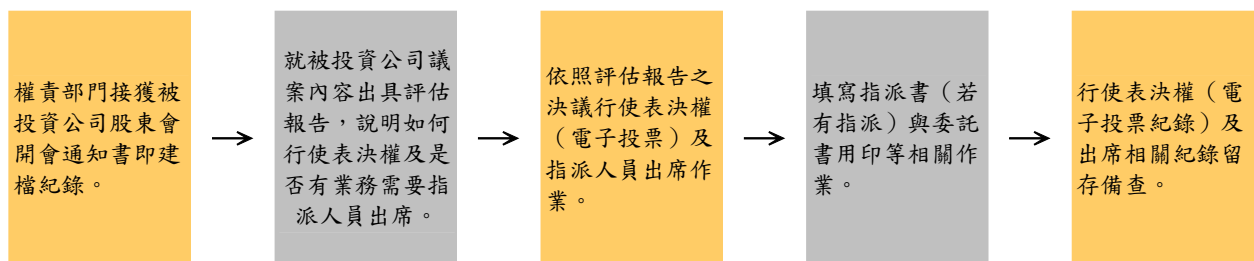 權責部門接獲被
投資公司股東會
開會通知書即建
檔紀錄。
就被投資公司議
案內容出具評估
報告，說明如何
行使表決權及是
否有業務需要指
派人員出席。
依照評估報告之
決議行使表決權
（電子投票）及
指派人員出席作
業。
填寫指派書（若
有指派）與委託
書用印等相關作
業。
行使表決權（電
子投票紀錄）及
出席相關紀錄留
存備查。